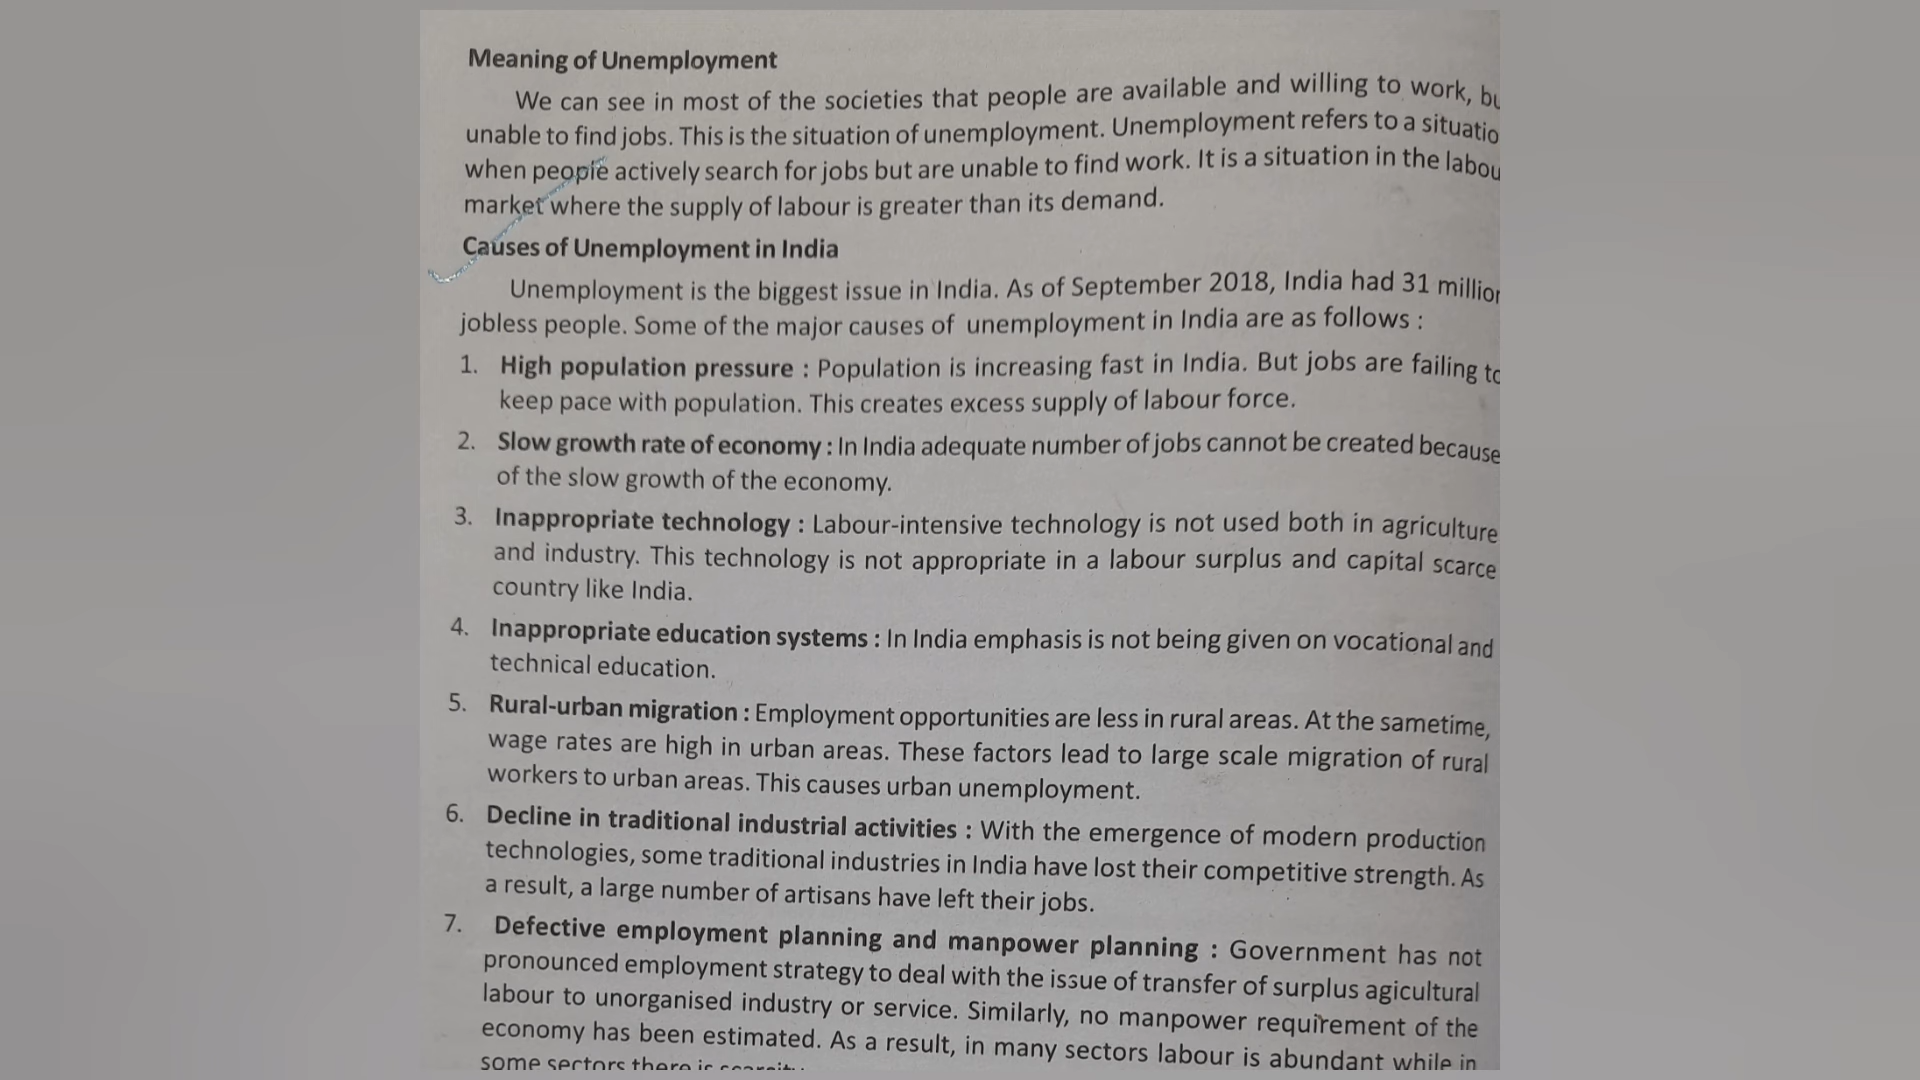 Meaning of Unemployment
We can see in most of the societies that people are available and willing to work,
unable to find jobs. This is the situation of unemployment. Unemployment refers to a situatio
when people actively search for jobs but are unable to find work. It is a situation in the labou
market where the supply of labour is greater than its demand.
Causes of Unemployment in India
Unemployment is the biggest issue in India. As of September 2018, India had 31 million
jobless people. Some of the major causes of unemployment in India are as follows :
1. High population pressure : Population is increasing fast in India. But jobs are failing to
keep pace with population. This creates excess supply of labour force.
2. Slow growth rate of economy : In India adequate number of jobs cannot be created because
of the slow growth of the economy.
3. Inappropriate technology : Labour-intensive technology is not used both in agriculture
and industry. This technology is not appropriate in a labour surplus and capital scarce
country like India.
4. Inappropriate education systems : In India emphasis is not being given on vocational and
technical education.
5. Rural-urban migration : Employment opportunities are less in rural areas. At the sametime,
wage rates are high in urban areas. These factors lead to large scale migration of rural
workers to urban areas. This causes urban unemployment.
6. Decline in traditional industrial activities : With the emergence of modern production
technologies, some traditional industries in India have lost their competitive strength. As
a result, a large number of artisans have left their jobs.
7. Defective employment planning and manpower planning : Government has not
pronounced employment strategy to deal with the issue of transfer of surplus agicultural
labour to unorganised industry or service. Similarly, no manpower requirement of the
economy has been estimated. As a result, in many sectors labour is abundant while in
some sectors there is scarcity